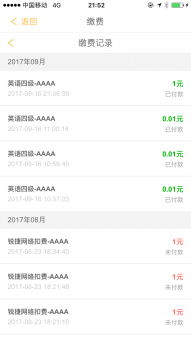 中国移动 4G 21:52
返回 缴费
缴费记录
2017年09月
英语四级-AAAA 1元
2017-09-16 21:36:59 已付款
英语四级-AAAA 0.01元
2017-09-16 11:00:14 已付款
英语四级-AAAA 0.01元
2017-09-16 10:56:45 已付款
英语四级-AAAA 0.01元
2017-09-16 10:37:03 已付款
2017年08月
锐捷网络扣费-AAAA 1元
2017-08-23 18:34:40 未付款
锐捷网络扣费-AAAA 1元
2017-08-23 18:21:48 未付款
锐捷网络扣费-AAAA 1元
2017-08-23 18:21:15 未付款